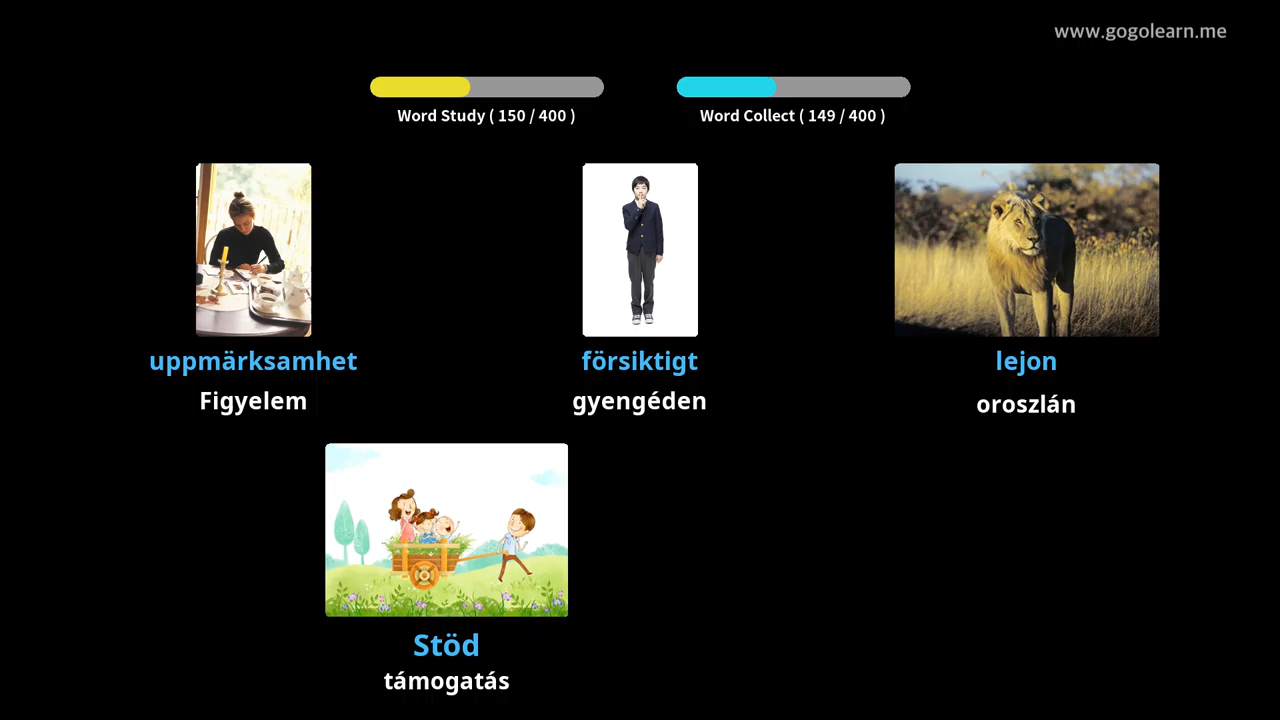 www.gogolearn.me
Word Study ( 150 / 400 )
Word Collect ( 149 / 400 )
uppmärksamhet
Figyelem
försiktigt
gyengéden
lejon
oroszlán
Stöd
támogatás